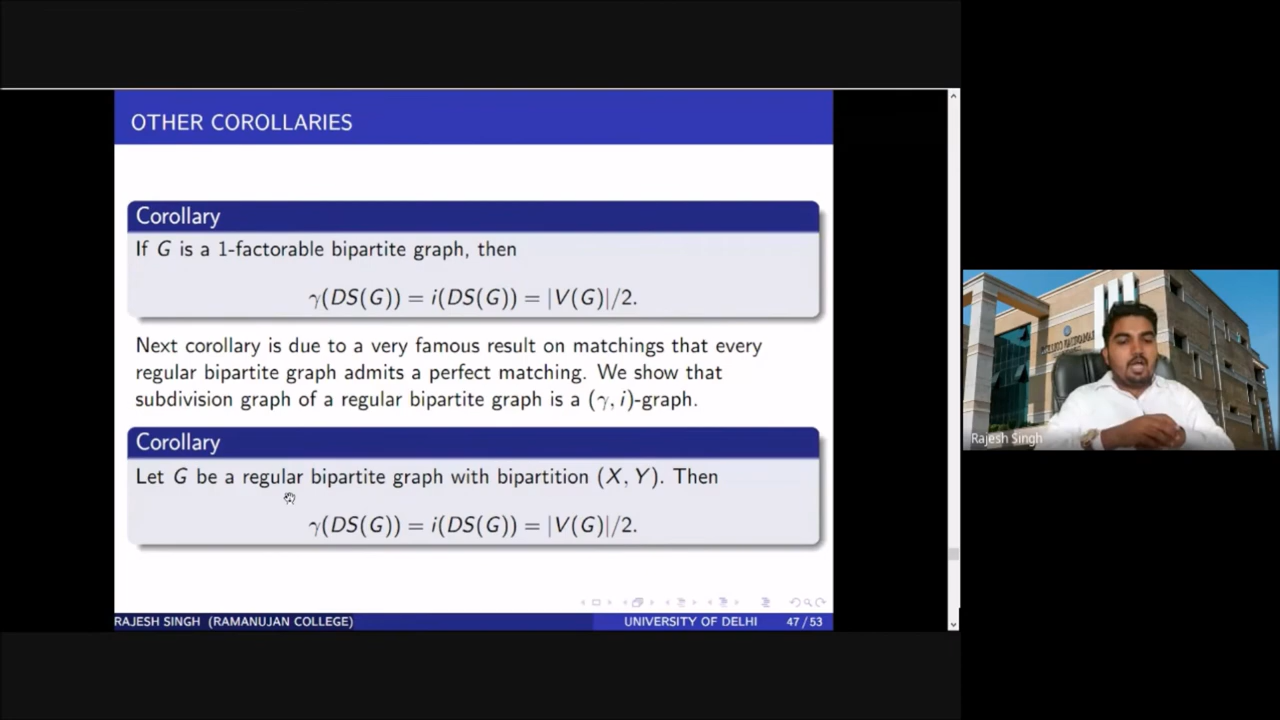 OTHER COROLLARIES
Corollary
If G is a 1-factorable bipartite graph, then
γ(DS(G)) = i(DS(G)) = |V(G)|/2.
Next corollary is due to a very famous result on matchings that every
regular bipartite graph admits a perfect matching. We show that
subdivision graph of a regular bipartite graph is a (γ, i)-graph.
Corollary
Let G be a regular bipartite graph with bipartition (X, Y). Then
γ(DS(G)) = i(DS(G)) = |V(G)|/2.
RAJESH SINGH (RAMANUJAN COLLEGE) UNIVERSITY OF DELHI 47 / 53
Rajesh Singh